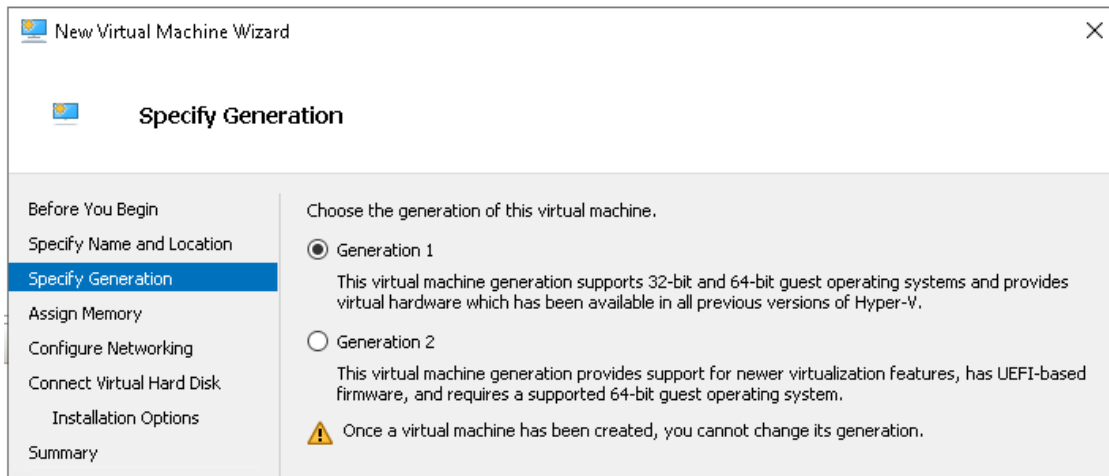 New Virtual Machine Wizard
Specify Generation
Before You Begin
Specify Name and Location
Specify Generation
Assign Memory
Configure Networking
Connect Virtual Hard Disk
Installation Options
Summary
Choose the generation of this virtual machine.
Generation 1
This virtual machine generation supports 32-bit and 64-bit guest operating systems and provides
virtual hardware which has been available in all previous versions of Hyper-V.
Generation 2
This virtual machine generation provides support for newer virtualization features, has UEFI-based
firmware, and requires a supported 64-bit guest operating system.
Once a virtual machine has been created, you cannot change its generation.